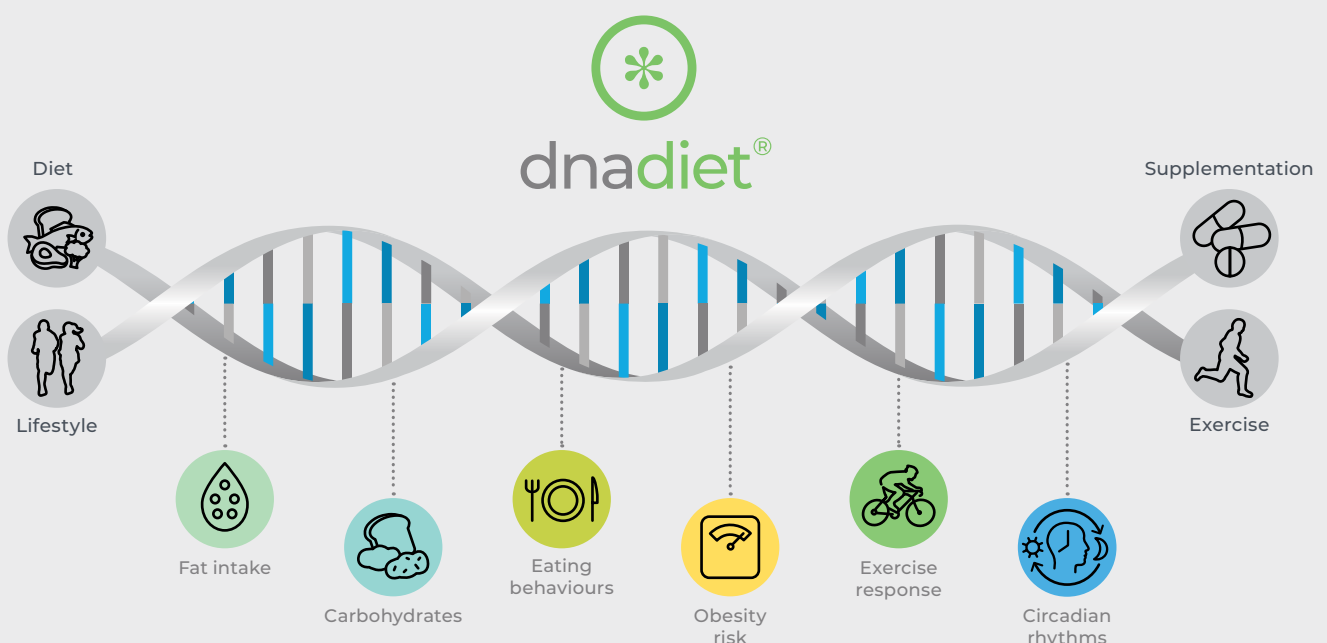 dnadiet®
Diet
Supplementation
Lifestyle
Exercise
Fat intake
Carbohydrates
Eating
behaviours
Obesity
risk
Exercise
response
Circadian
rhythms